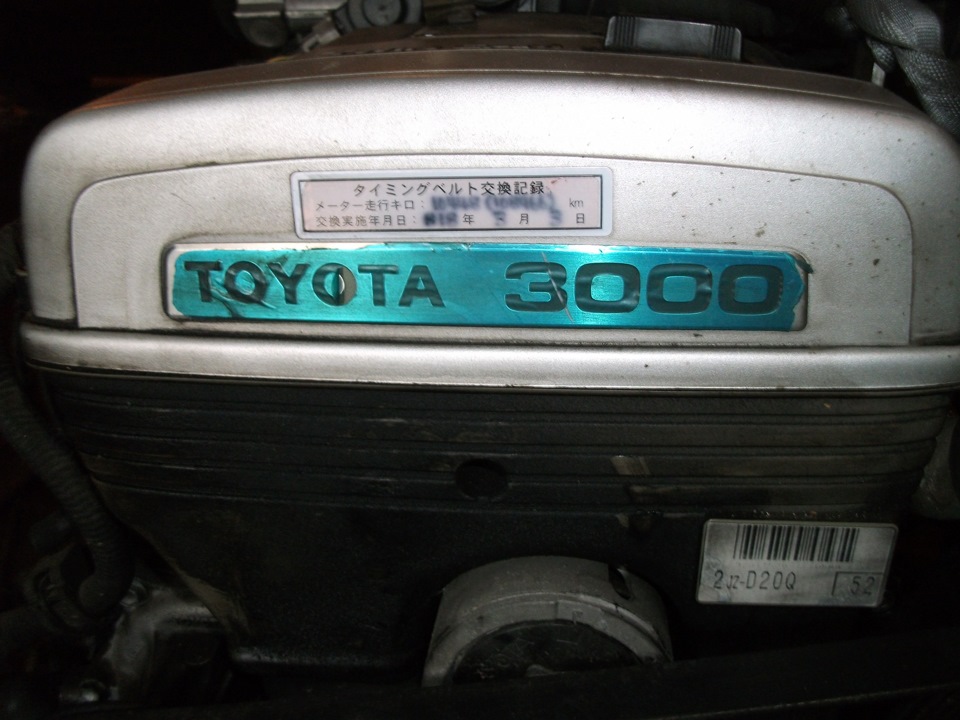 タイミングベルト交換記録
メーター走行キロ： km
交換実施年月日： 年 月 日
TOYOTA 3000
2JZ-D20Q 52